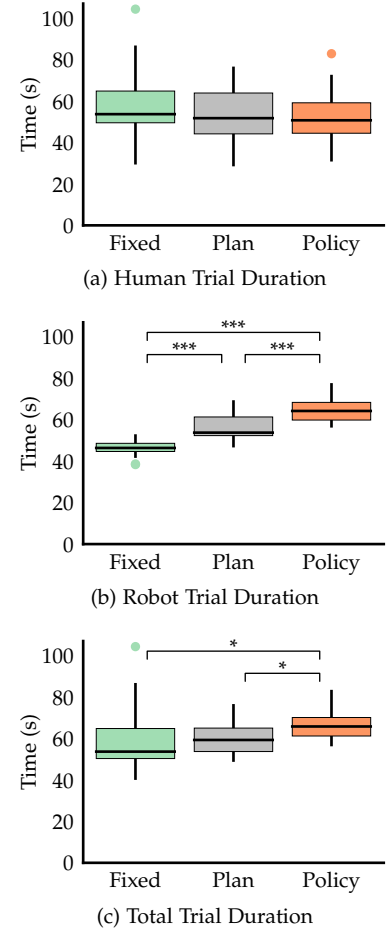 100
80
60
40
20
0
Time (s)
Fixed Plan Policy
(a) Human Trial Duration
100
80
60
40
20
0
Time (s)
***
*** ***
Fixed Plan Policy
(b) Robot Trial Duration
100
80
60
40
20
0
Time (s)
*
*
Fixed Plan Policy
(c) Total Trial Duration